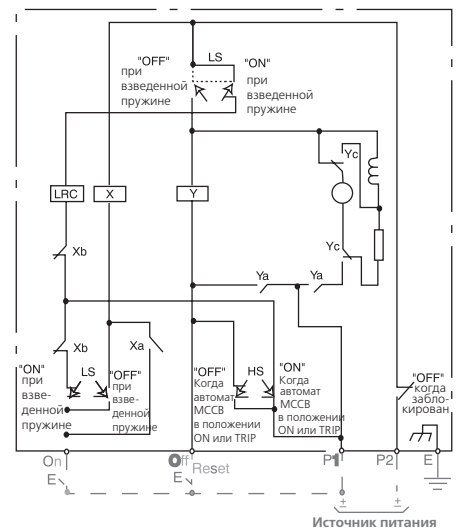 "OFF"
при
взведенной
пружине
LS
"ON"
при
взведенной
пружине
Yc
LRC
X
Y
Xb
Yc
Ya
Ya
Xb
LS
Xa
"ON"
при
взве-
денной
пружине
"OFF"
при
взве-
денной
пружине
"OFF"
Когда
автомат
MCCB
в положении
ON или TRIP
HS
"ON"
Когда
автомат
MCCB
в положении
ON или TRIP
"OFF"
когда
забло-
кирован
On
Off
Reset
P1
P2
E
E
E
±
±
Источник питания